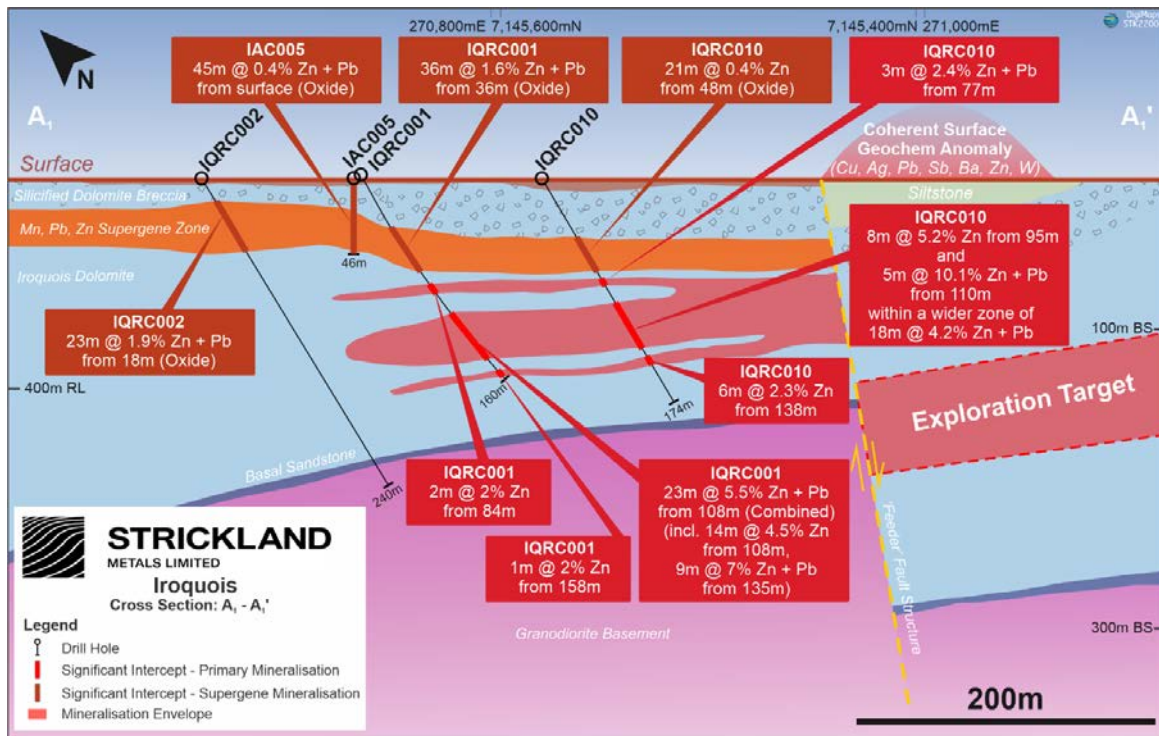 270,800mE 7,145,600mN
7,145,400mN 271,000mE
DigiMaps
N
A₁
A₁'
IAC005
45m @ 0.4% Zn + Pb
from surface (Oxide)
IQRC001
36m @ 1.6% Zn + Pb
from 36m (Oxide)
IQRC010
21m @ 0.4% Zn
from 48m (Oxide)
IQRC010
3m @ 2.4% Zn + Pb
from 77m
Coherent Surface
Geochem Anomaly
(Cu, Ag, Pb, Sb, Ba, Zn, W)
IQRC002
IAC005
IQRC001
IQRC010
Surface
Silicified Dolomite Breccia
Siltstone
Mn, Pb, Zn Supergene Zone
Iroquois Dolomite
46m
IQRC010
8m @ 5.2% Zn from 95m
and
5m @ 10.1% Zn + Pb
from 110m
within a wider zone of
18m @ 4.2% Zn + Pb
IQRC002
23m @ 1.9% Zn + Pb
from 18m (Oxide)
100m BS
400m RL
160m
174m
IQRC010
6m @ 2.3% Zn
from 138m
Exploration Target
Basal Sandstone
240m
IQRC001
2m @ 2% Zn
from 84m
IQRC001
1m @ 2% Zn
from 158m
IQRC001
23m @ 5.5% Zn + Pb
from 108m (Combined)
(incl. 14m @ 4.5% Zn
from 108m,
9m @ 7% Zn + Pb
from 135m)
'Feeder' Fault Structure
Granodiorite Basement
300m BS
200m
STRICKLAND
METALS LIMITED
Iroquois
Cross Section: A₁ - A₁'
Legend
Drill Hole
Significant Intercept - Primary Mineralisation
Significant Intercept - Supergene Mineralisation
Mineralisation Envelope